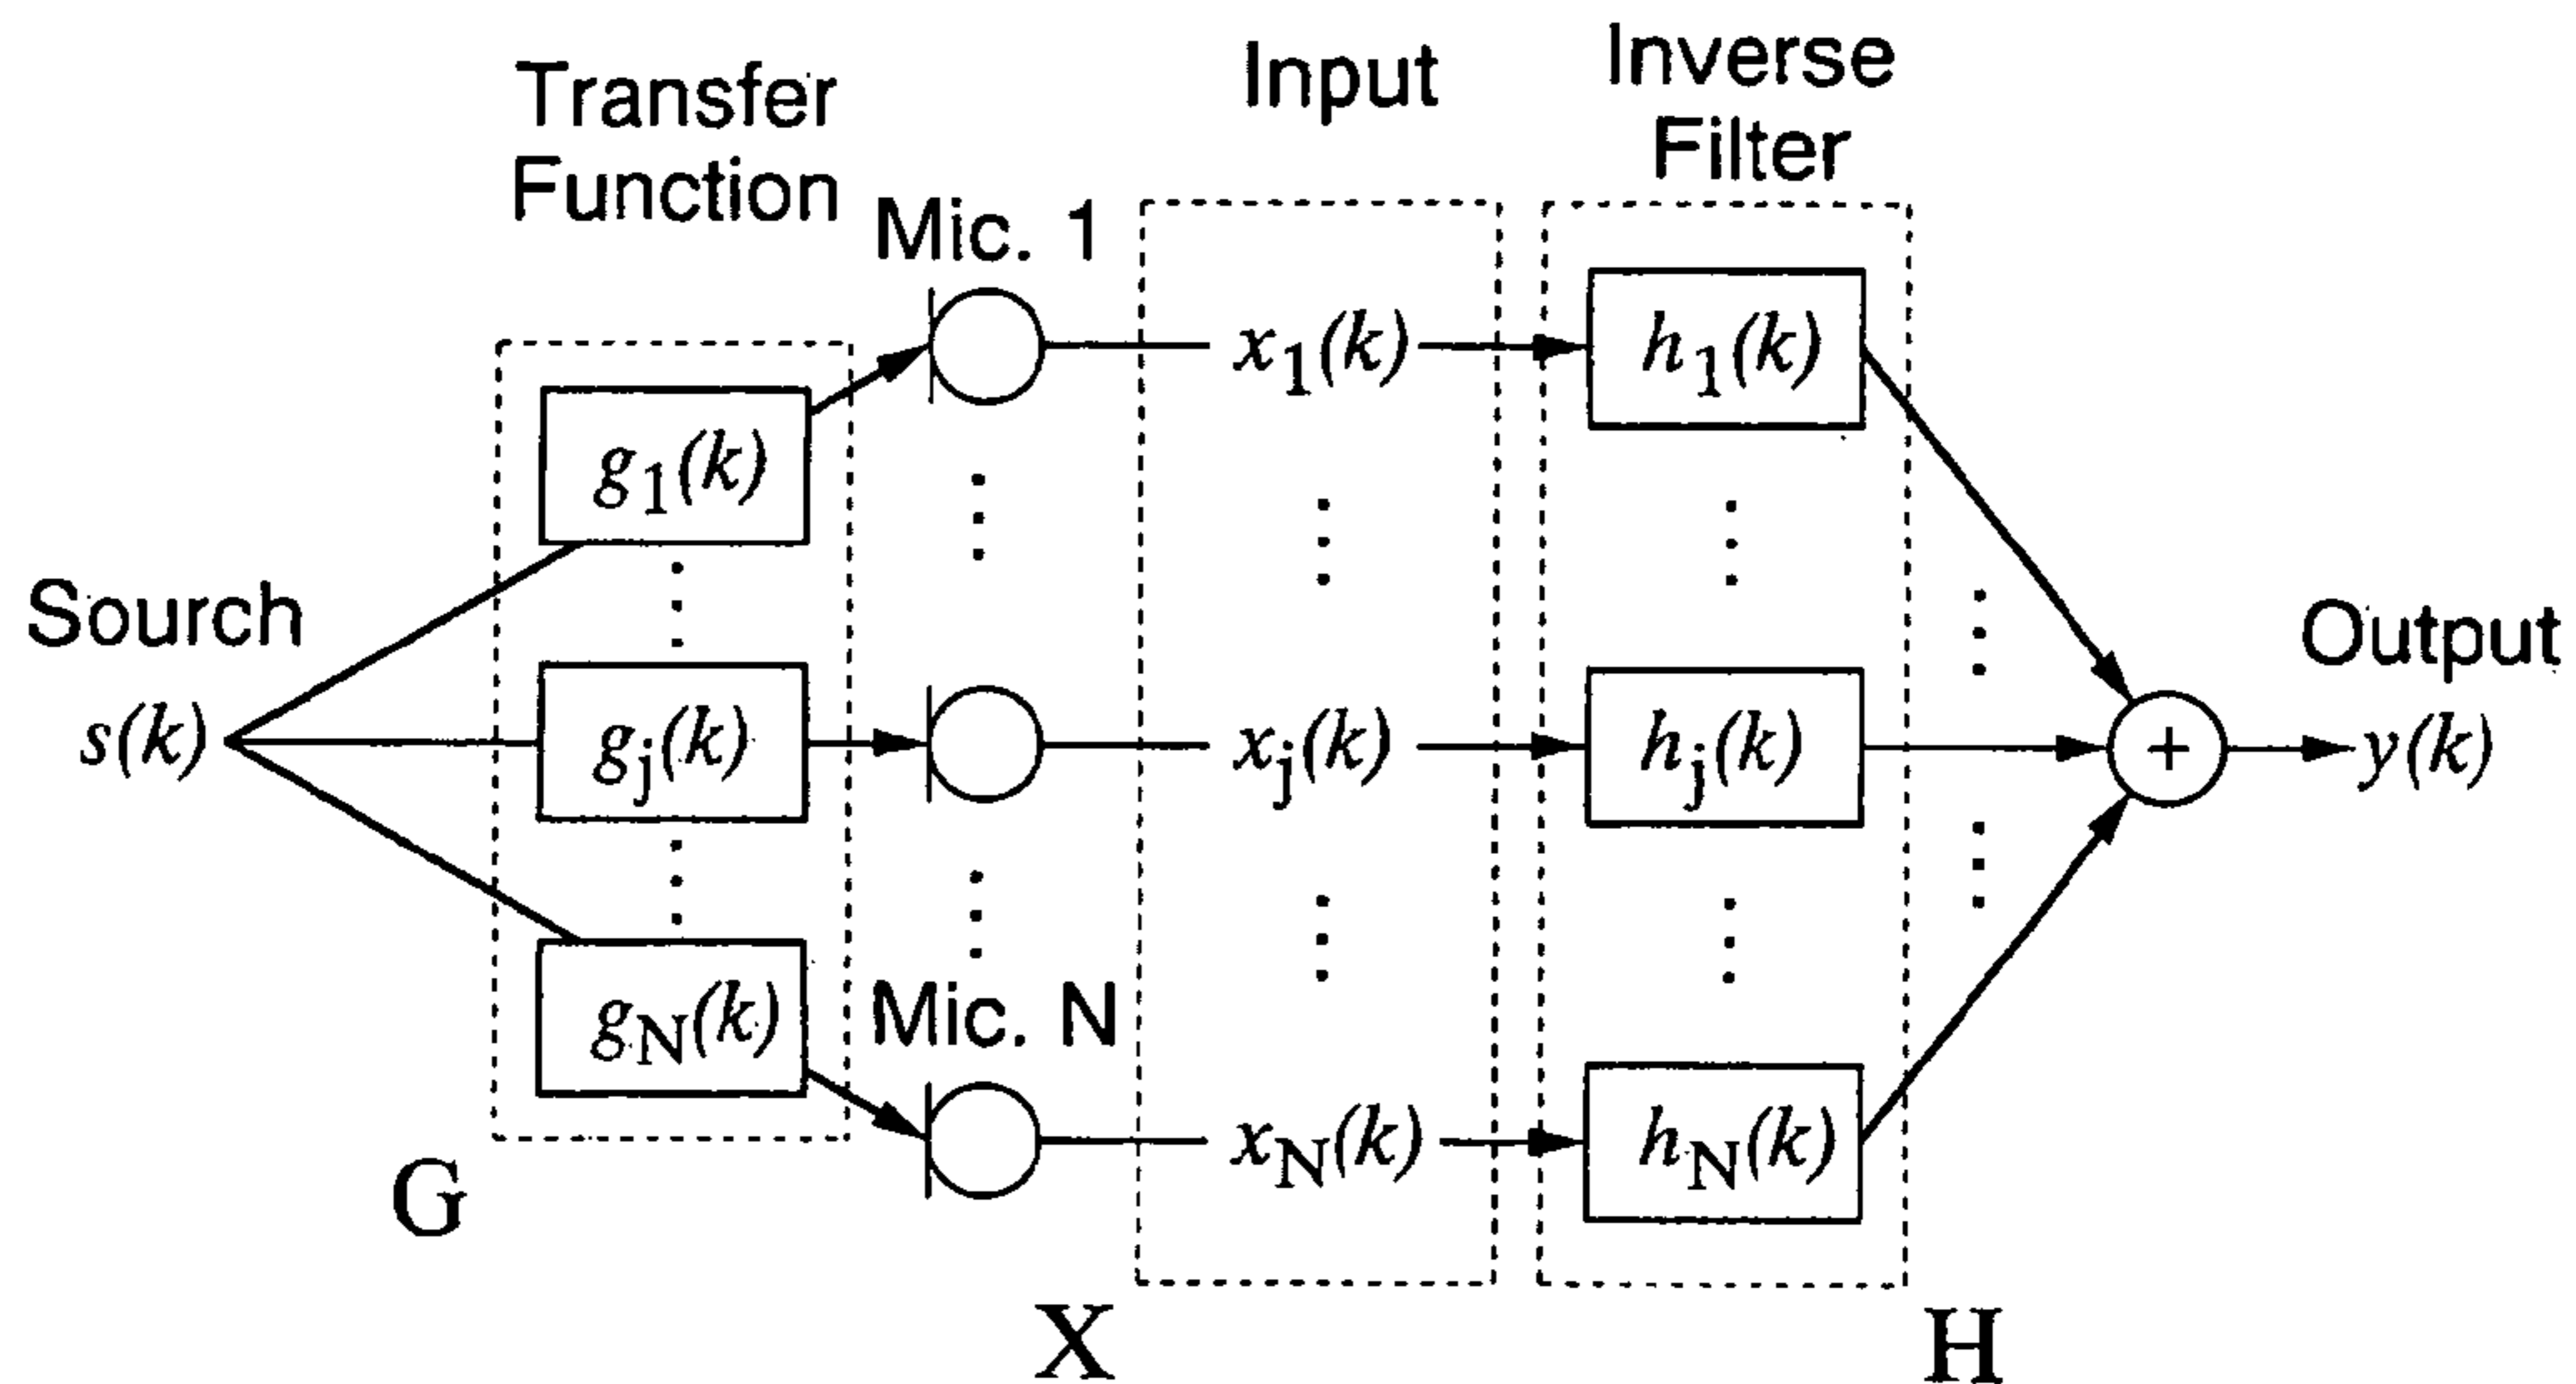 Transfer
Function
Input
Inverse
Filter
Mic. 1
x1(k)
h1(k)
g1(k)
Sourch
Output
s(k)
gj(k)
xj(k)
hj(k)
+
y(k)
gN(k)
Mic. N
xN(k)
hN(k)
G
X
H